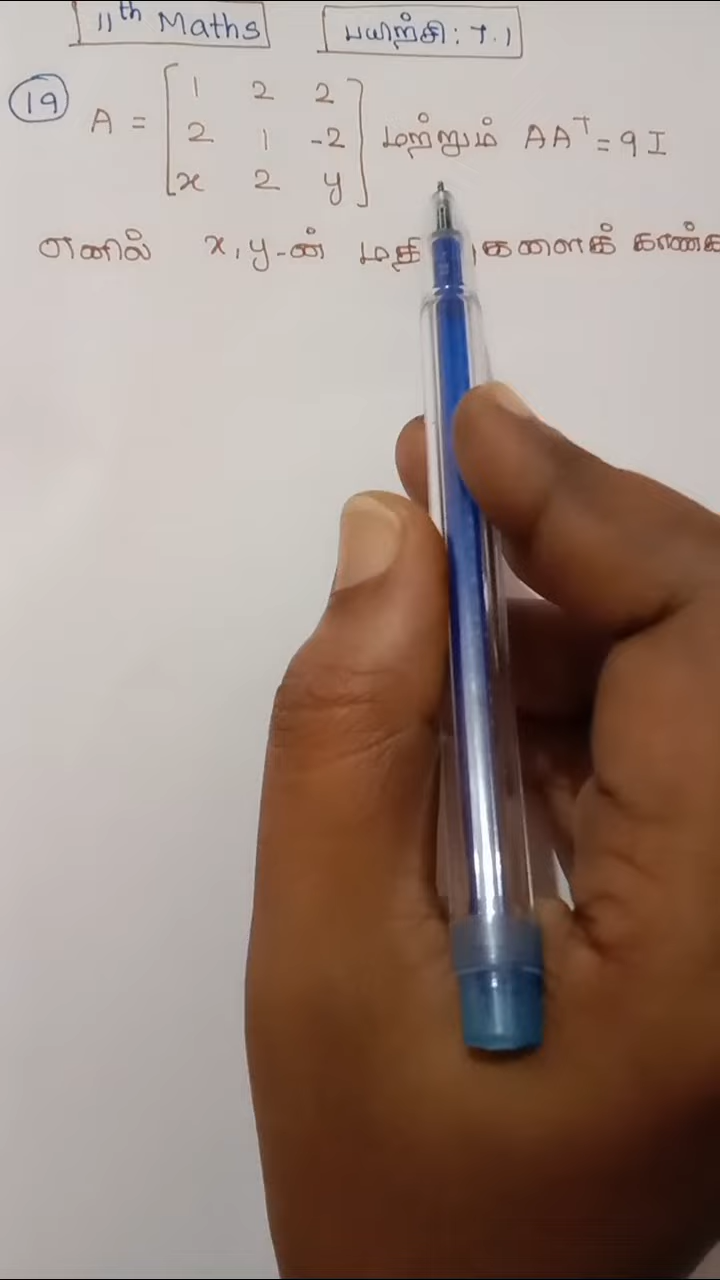 11th Maths பயிற்சி: 7.1
19 A = [1 2 2
2 1 -2
x 2 y] மற்றும் AAᵀ = 9I
எனில் x, y-ன்